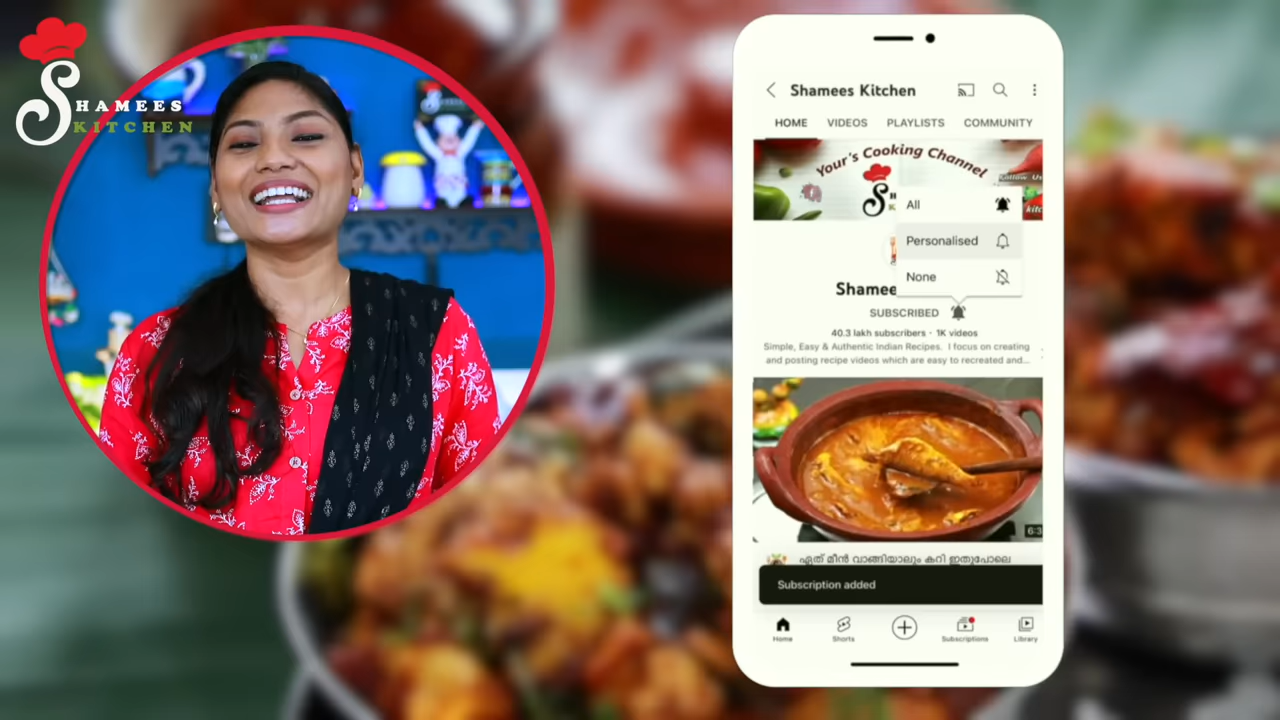 SHAMEES
KITCHEN
Shamees Kitchen
HOME VIDEOS PLAYLISTS COMMUNITY
Your's Cooking Channel
All
Personalised
None
Shamee
SUBSCRIBED
40.3 lakh subscribers · 1K videos
Simple, Easy & Authentic Indian Recipes. I focus on creating
and posting recipe videos which are easy to recreated and...
6:3
ഏത് മീൻ വാങ്ങിയാലും കറി ഇതുപോലെ
Subscription added
Home Shorts Subscriptions Library